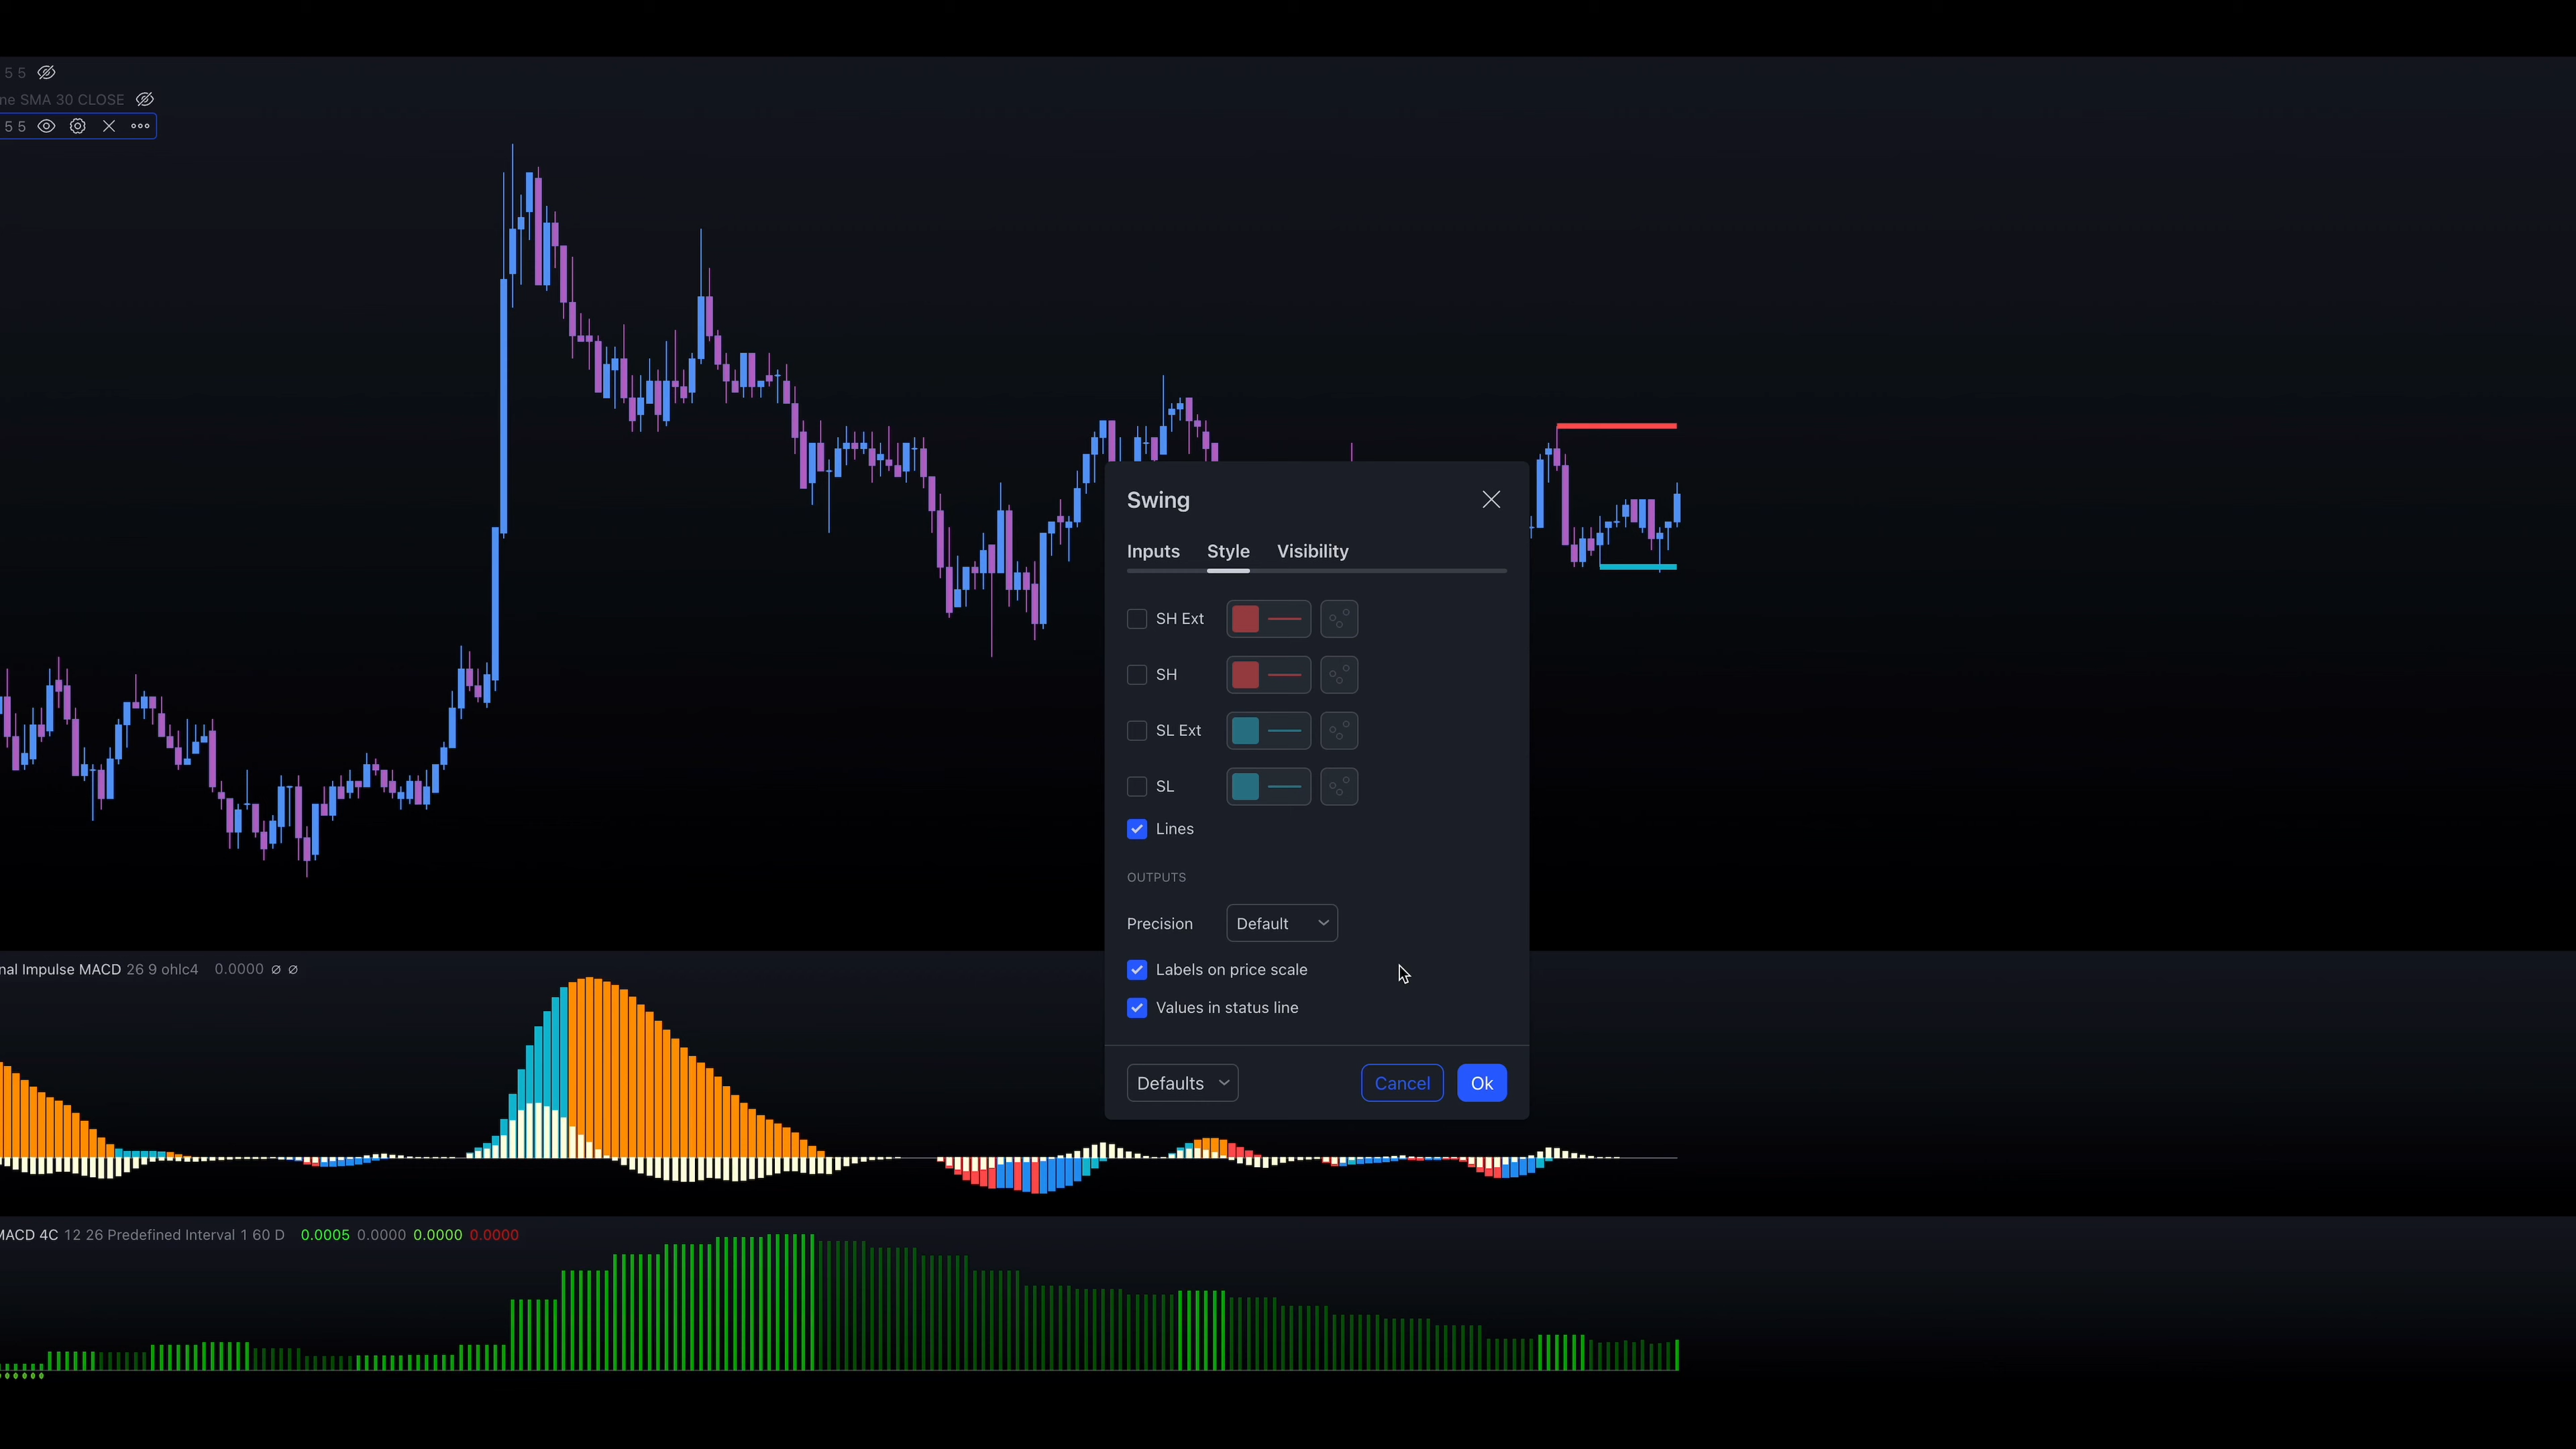 5 5
ne SMA 30 CLOSE
5 5
Swing
Inputs Style Visibility
SH Ext
SH
SL Ext
SL
Lines
OUTPUTS
Precision Default
Labels on price scale
Values in status line
Defaults Cancel Ok
nal Impulse MACD 26 9 ohlc4 0.0000 ∅ ∅
MACD 4C 12 26 Predefined Interval 1 60 D 0.0005 0.0000 0.0000 0.0000